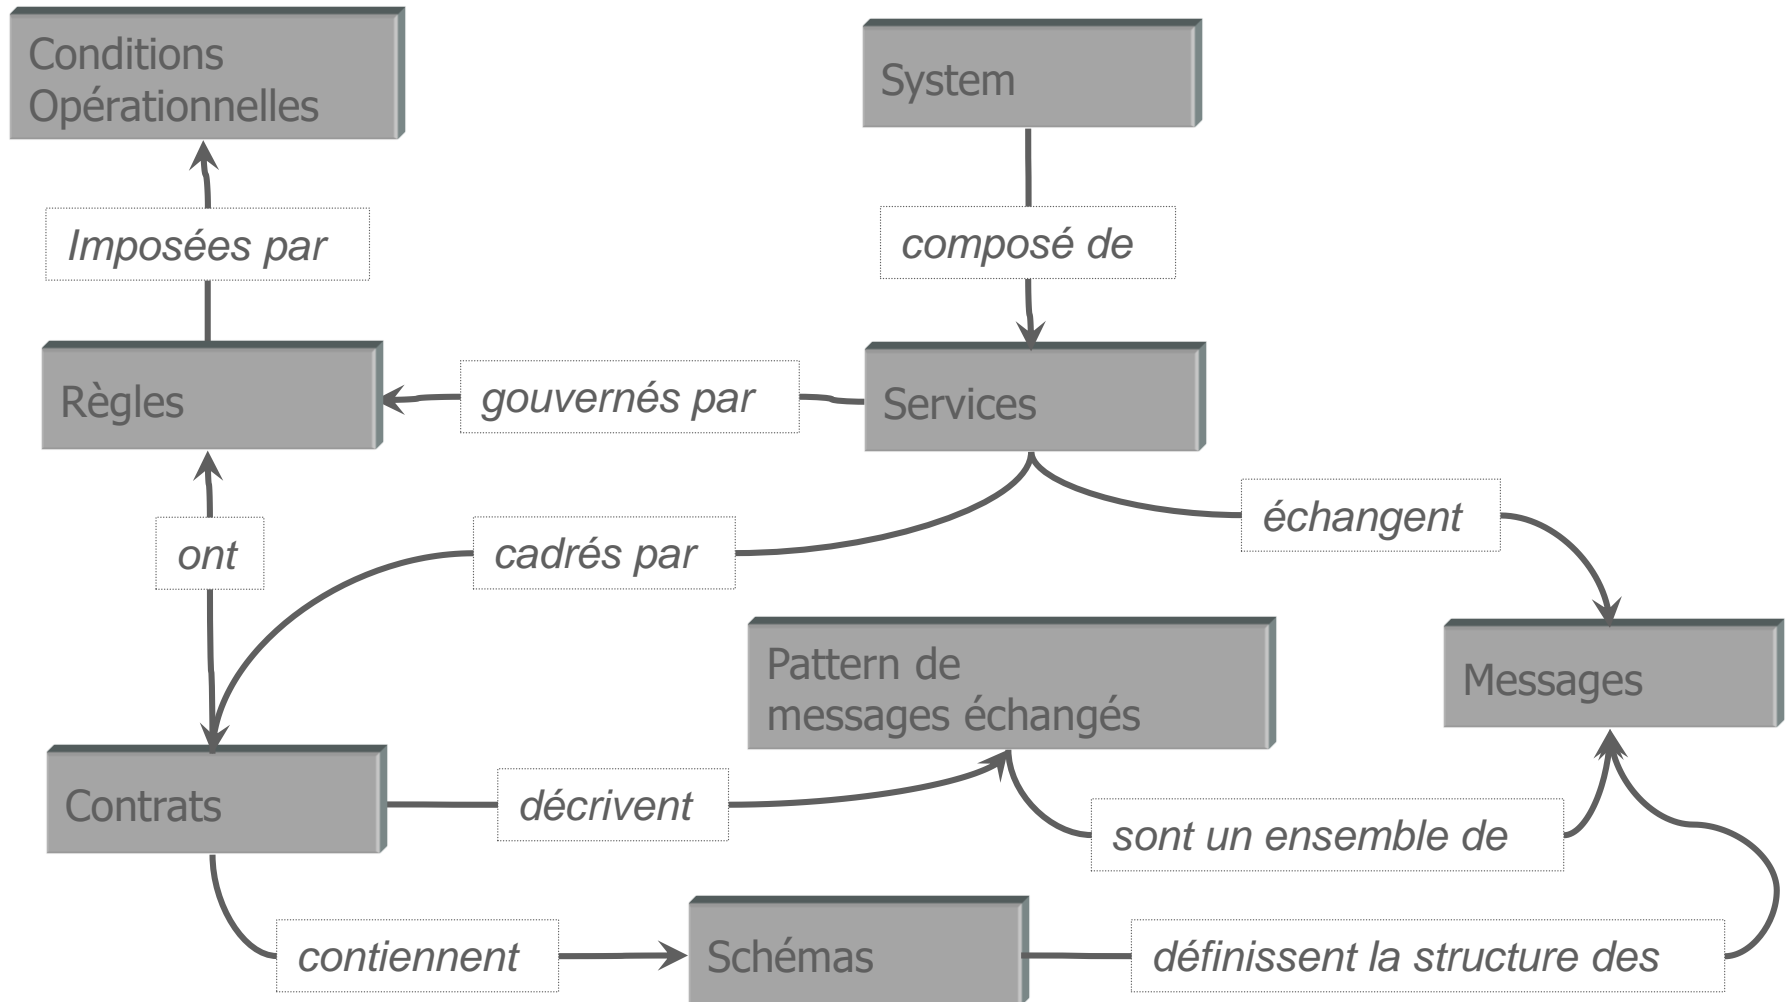 Conditions
Opérationnelles
System
Imposées par
composé de
Règles
gouvernés par
Services
ont
cadrés par
échangent
Pattern de
messages échangés
Messages
Contrats
décrivent
sont un ensemble de
contiennent
Schémas
définissent la structure des